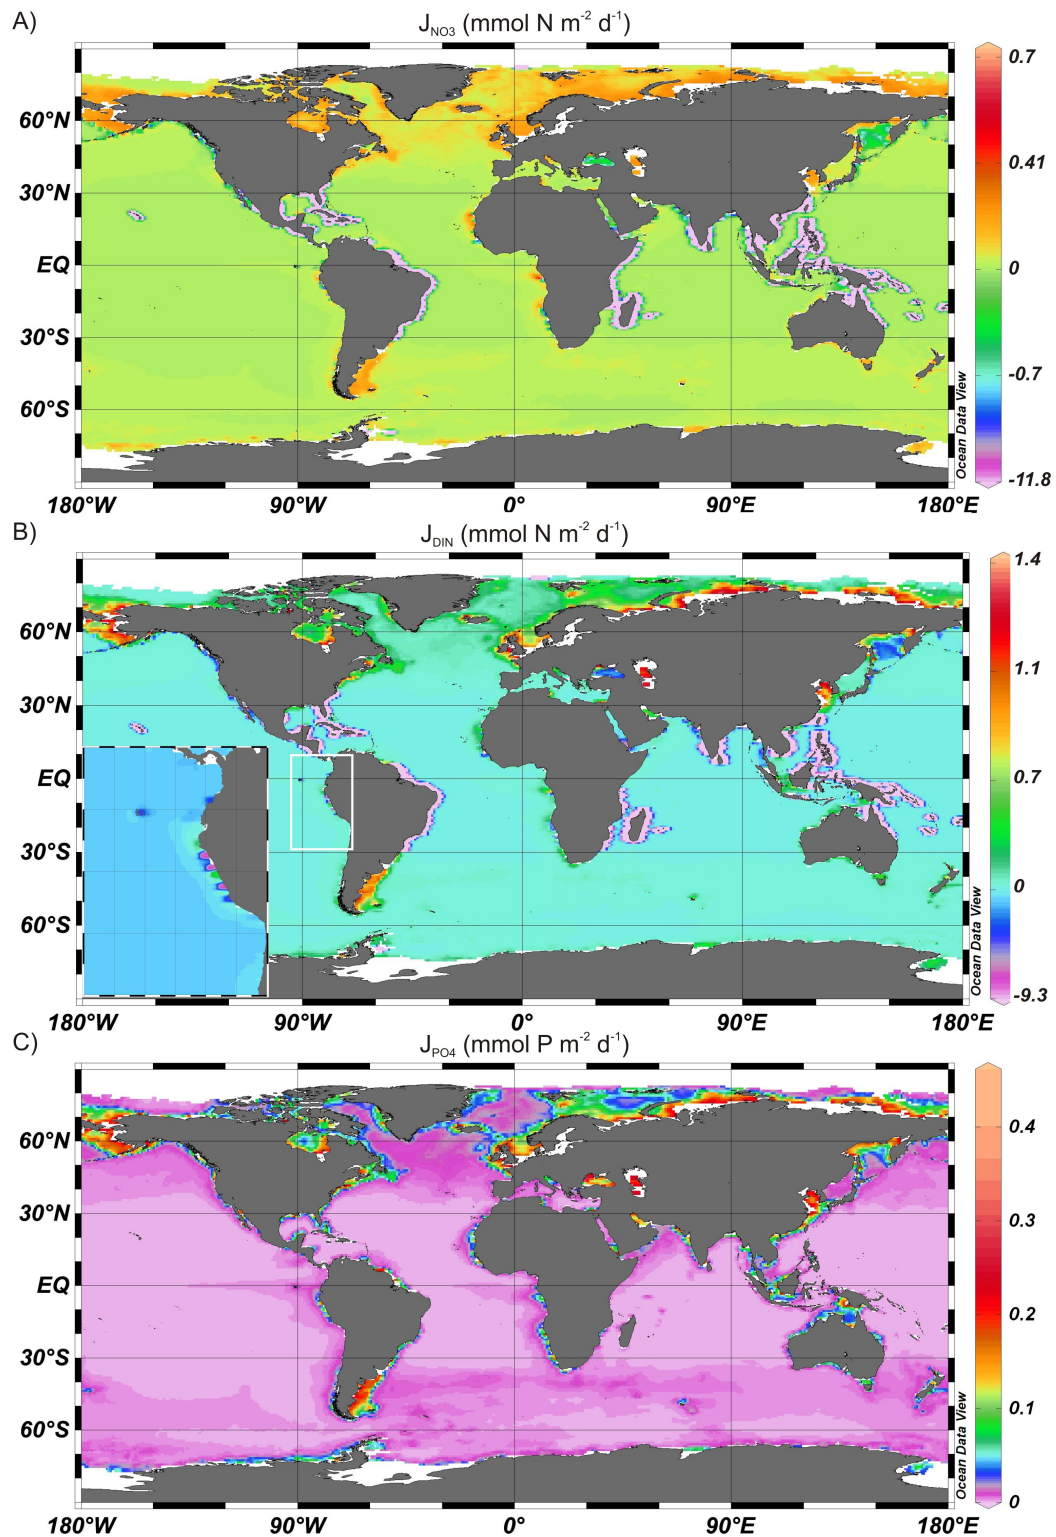 A)
J_NO3 (mmol N m⁻² d⁻¹)
60°N
30°N
EQ
30°S
60°S
180°W
90°W
0°
90°E
180°E
0.7
0.41
0
-0.7
-11.8
Ocean Data View
B)
J_DIN (mmol N m⁻² d⁻¹)
60°N
30°N
EQ
30°S
60°S
180°W
90°W
0°
90°E
180°E
1.4
1.1
0.7
0
-9.3
Ocean Data View
C)
J_PO4 (mmol P m⁻² d⁻¹)
60°N
30°N
EQ
30°S
60°S
180°W
90°W
0°
90°E
180°E
0.4
0.3
0.2
0.1
0
Ocean Data View